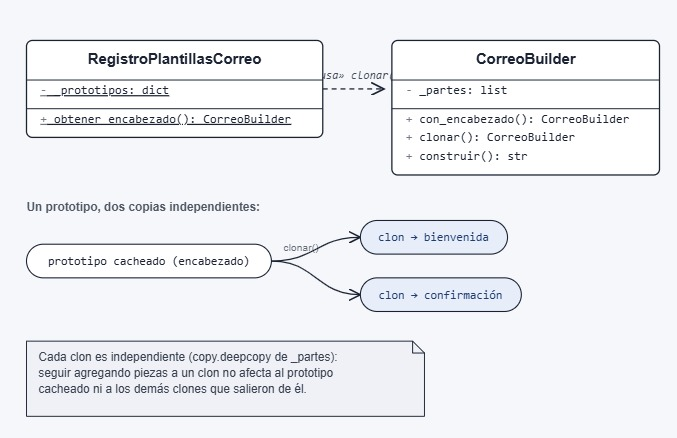 RegistroPlantillasCorreo
- __prototipos: dict
+ obtener_encabezado(): CorreoBuilder
usa» clonar(
CorreoBuilder
- _partes: list
+ con_encabezado(): CorreoBuilder
+ clonar(): CorreoBuilder
+ construir(): str
Un prototipo, dos copias independientes:
prototipo cacheado (encabezado)
clonar()
clon → bienvenida
clon → confirmación
Cada clon es independiente (copy.deepcopy de _partes):
seguir agregando piezas a un clon no afecta al prototipo
cacheado ni a los demás clones que salieron de él.